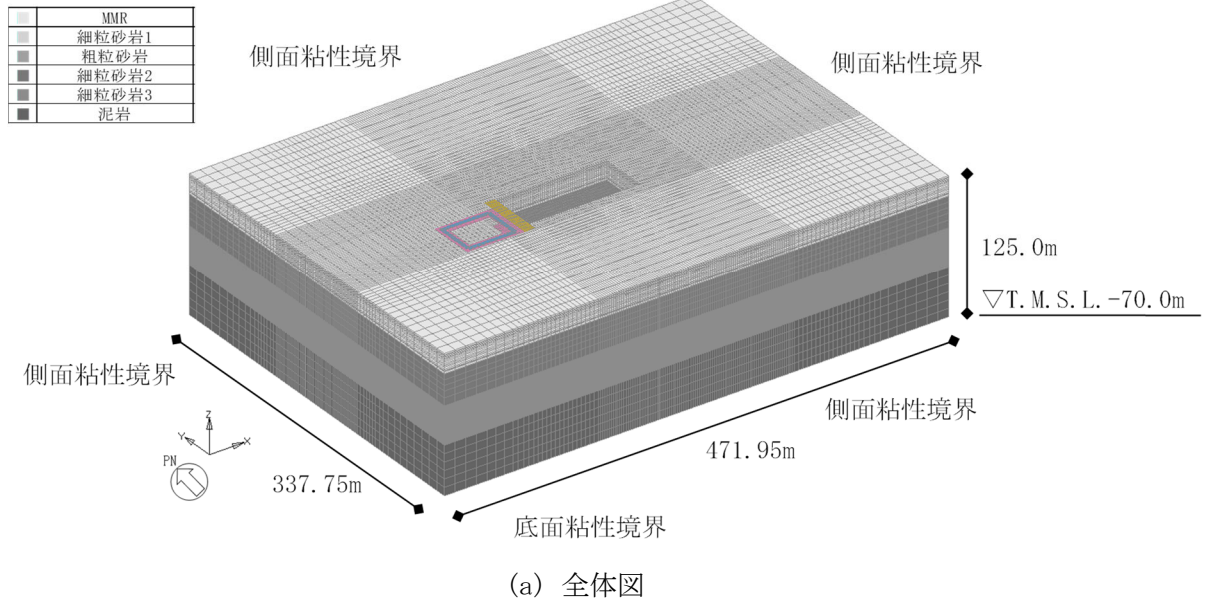 MMR
細粒砂岩1
粗粒砂岩
細粒砂岩2
細粒砂岩3
泥岩
側面粘性境界
側面粘性境界
125.0m
▽T.M.S.L.-70.0m
側面粘性境界
側面粘性境界
471.95m
337.75m
Z
Y
X
PN
底面粘性境界
(a) 全体図